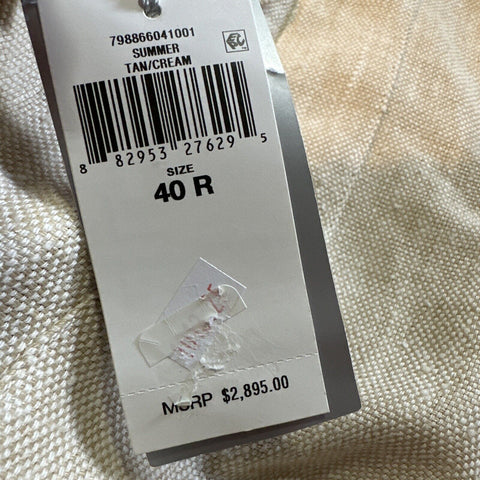 798866041001
SUMMER
TAN/CREAM
8 82953 27629 5
SIZE
40 R
MSRP $2,895.00